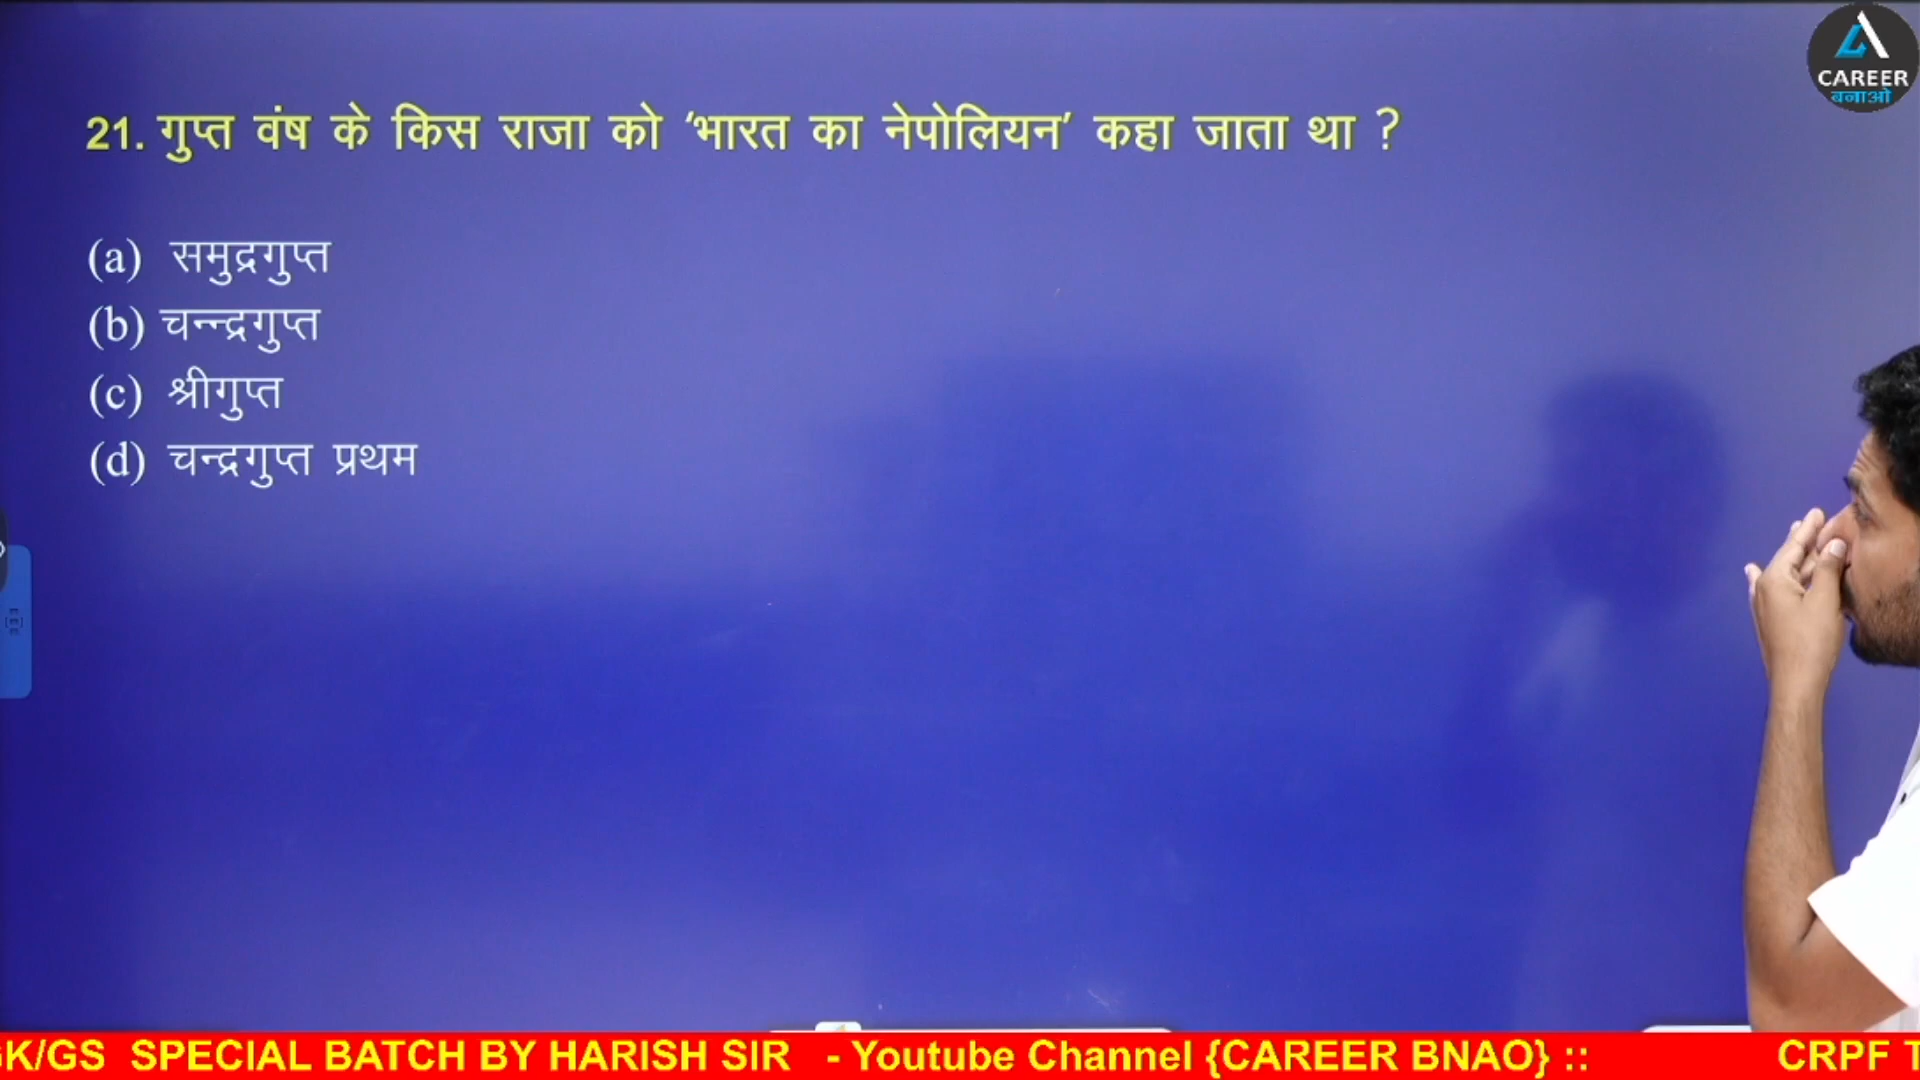 CAREER
बनाओ
21. गुप्त वंष के किस राजा को ‘भारत का नेपोलियन’ कहा जाता था ?
(a) समुद्रगुप्त
(b) चन्न्द्रगुप्त
(c) श्रीगुप्त
(d) चन्द्रगुप्त प्रथम
GK/GS SPECIAL BATCH BY HARISH SIR - Youtube Channel {CAREER BNAO} :: CRPF